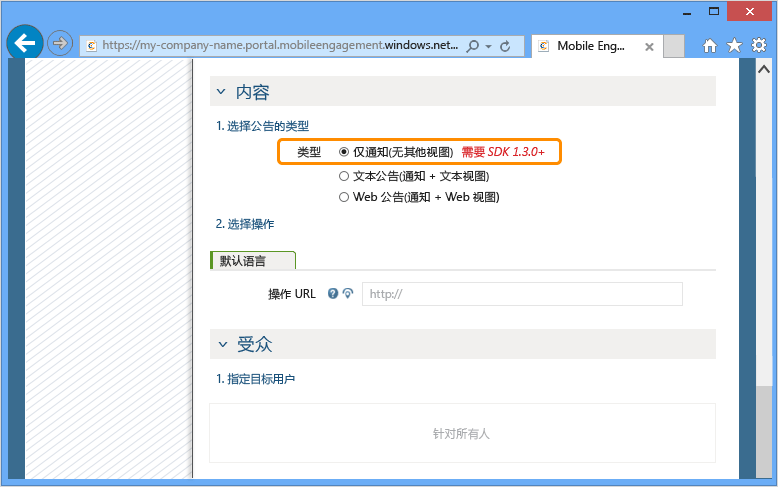 https://my-company-name.portal.mobileengagement.windows.net...
Mobile Eng...
内容
1. 选择公告的类型
类型 仅通知(无其他视图) 需要 SDK 1.3.0+
文本公告(通知 + 文本视图)
Web 公告(通知 + Web 视图)
2. 选择操作
默认语言
操作 URL http://
受众
1. 指定目标用户
针对所有人